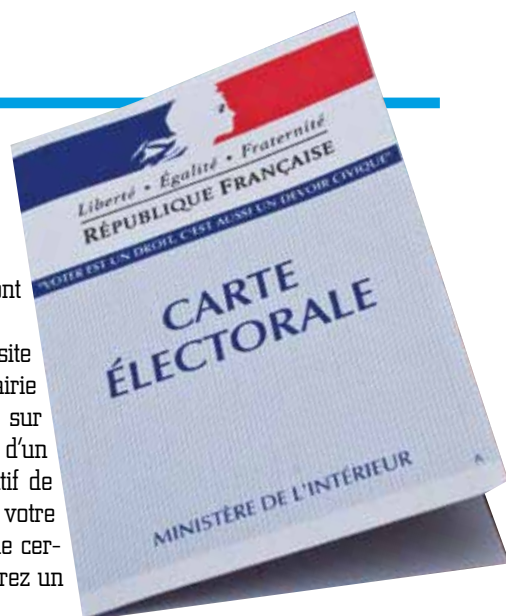 Liberté • Égalité • Fraternité
RÉPUBLIQUE FRANÇAISE
"VOTER EST UN DROIT, C'EST AUSSI UN DEVOIR CIVIQUE"
CARTE
ÉLECTORALE
MINISTÈRE DE L'INTÉRIEUR
A
ont
site
airie
sur
d'un
tif de
votre
e cer-
rez un